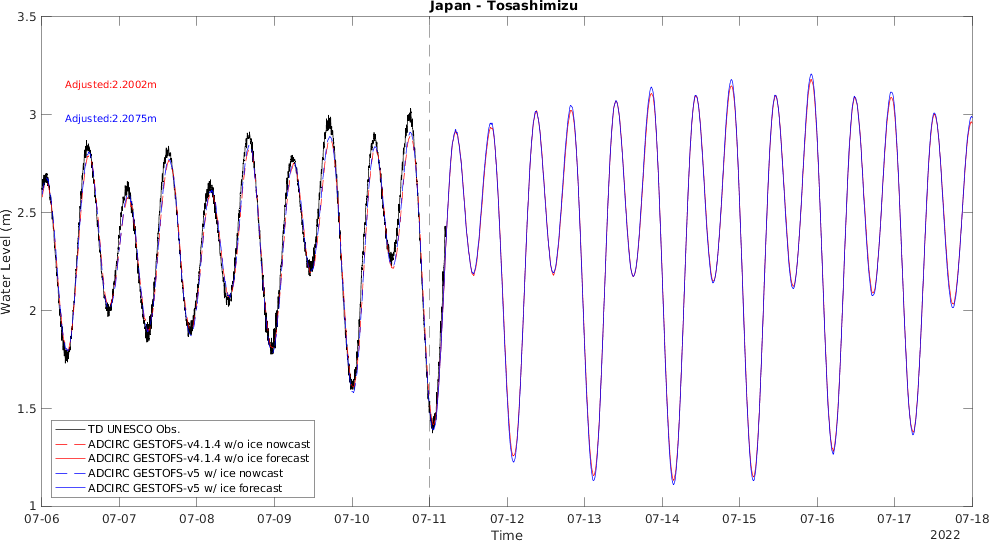 Japan - Tosashimizu
3.5
Adjusted:2.2002m
3
Adjusted:2.2075m
2.5
Water Level (m)
2
1.5
TD UNESCO Obs.
ADCIRC GESTOFS-v4.1.4 w/o ice nowcast
ADCIRC GESTOFS-v4.1.4 w/o ice forecast
ADCIRC GESTOFS-v5 w/ ice nowcast
ADCIRC GESTOFS-v5 w/ ice forecast
1
07-06 07-07 07-08 07-09 07-10 07-11 07-12 07-13 07-14 07-15 07-16 07-17 07-18
Time
2022